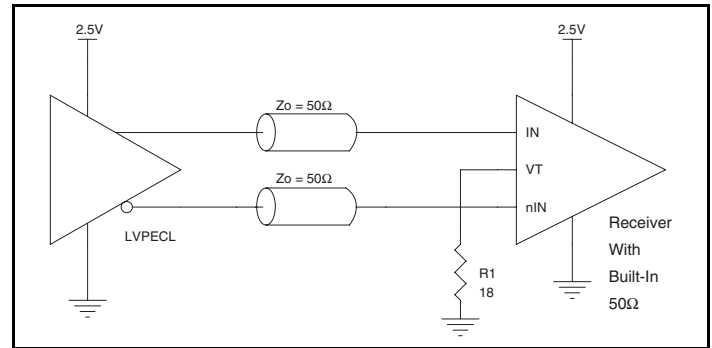 2.5V
2.5V
Zo = 50Ω
IN
VT
Zo = 50Ω
nIN
LVPECL
R1
18
Receiver
With
Built-In
50Ω